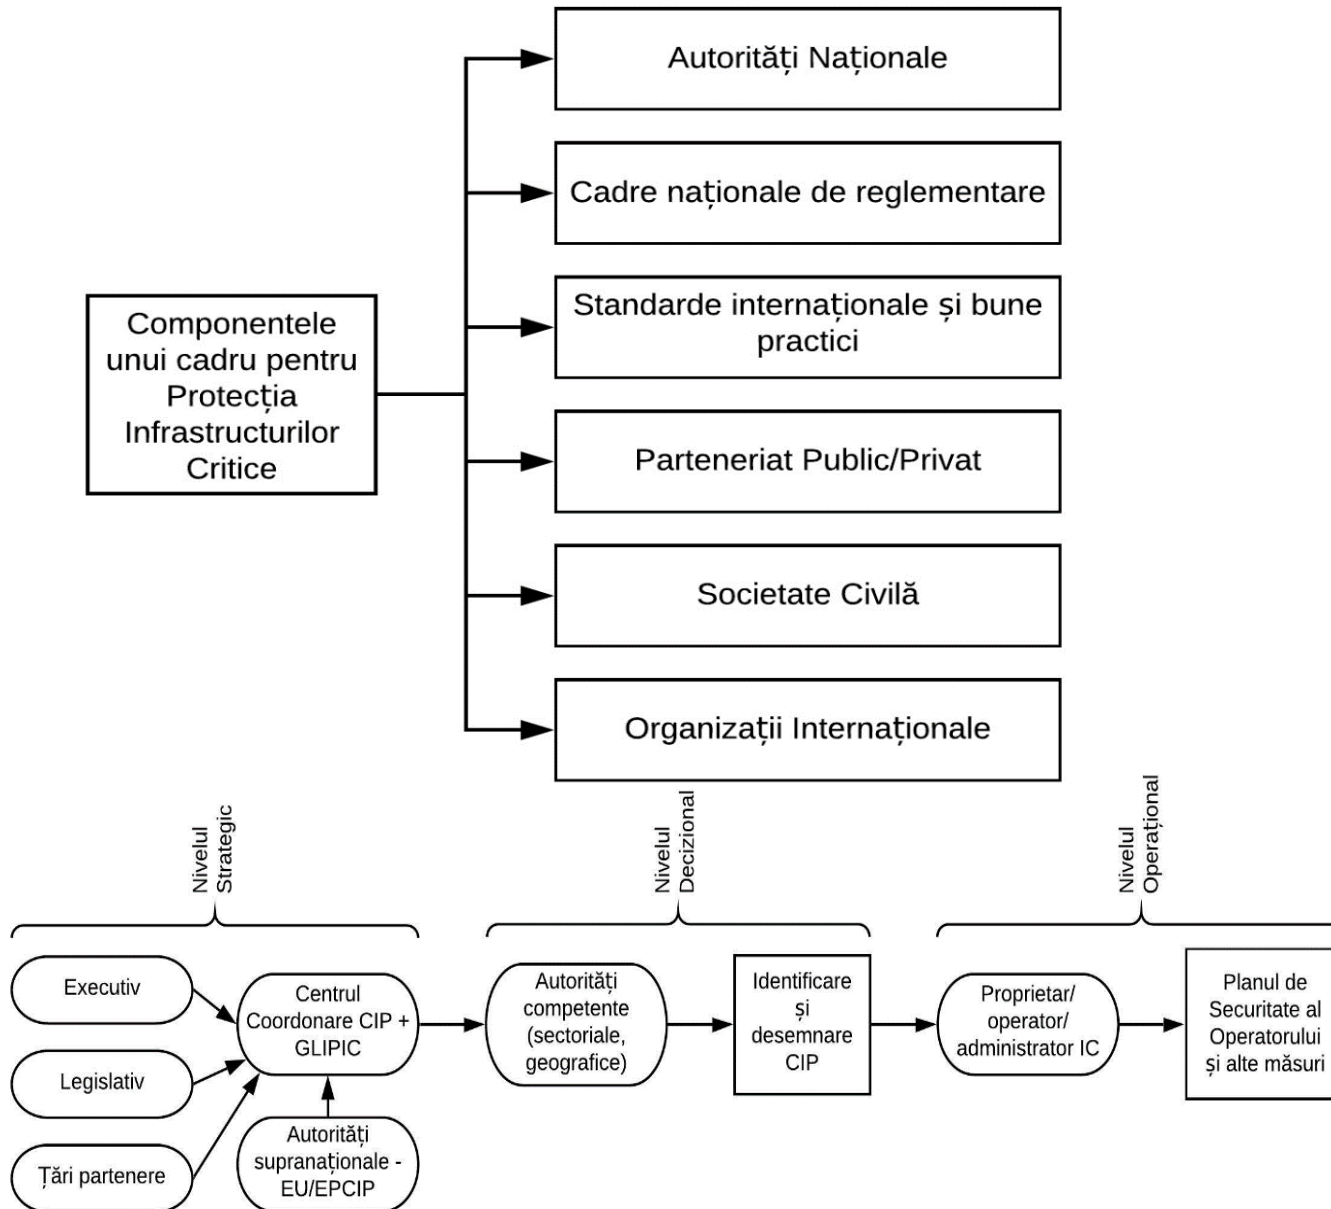 Autorități Naționale
Cadre naționale de reglementare
Standarde internaționale și bune
practici
Componentele
unui cadru pentru
Protecția
Infrastructurilor
Critice
Parteneriat Public/Privat
Societate Civilă
Organizații Internaționale
Nivelul
Strategic
Nivelul
Decizional
Nivelul
Operațional
Executiv
Legislativ
Țări partenere
Centrul
Coordonare CIP +
GLIPIC
Autorități
supranaționale -
EU/EPCIP
Autorități
competente
(sectoriale,
geografice)
Identificare
și
desemnare
CIP
Proprietar/
operator/
administrator IC
Planul de
Securitate al
Operatorului
și alte măsuri